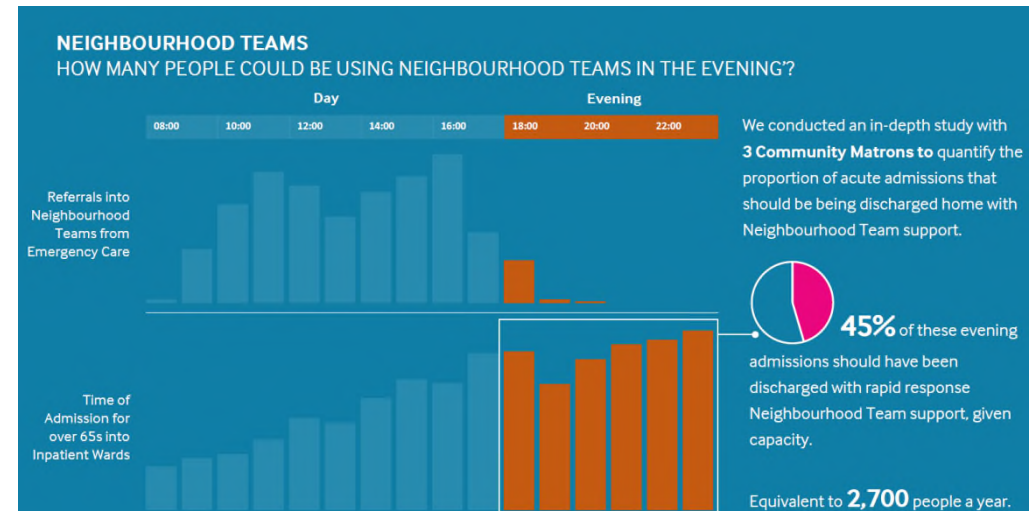 NEIGHBOURHOOD TEAMS
HOW MANY PEOPLE COULD BE USING NEIGHBOURHOOD TEAMS IN THE EVENING'?
Day Evening
08:00 10:00 12:00 14:00 16:00 18:00 20:00 22:00
Referrals into
Neighbourhood
Teams from
Emergency Care
Time of
Admission for
over 65s into
Inpatient Wards
We conducted an in-depth study with
3 Community Matrons to quantify the
proportion of acute admissions that
should be being discharged home with
Neighbourhood Team support.
45% of these evening
admissions should have been
discharged with rapid response
Neighbourhood Team support, given
capacity.
Equivalent to 2,700 people a year.